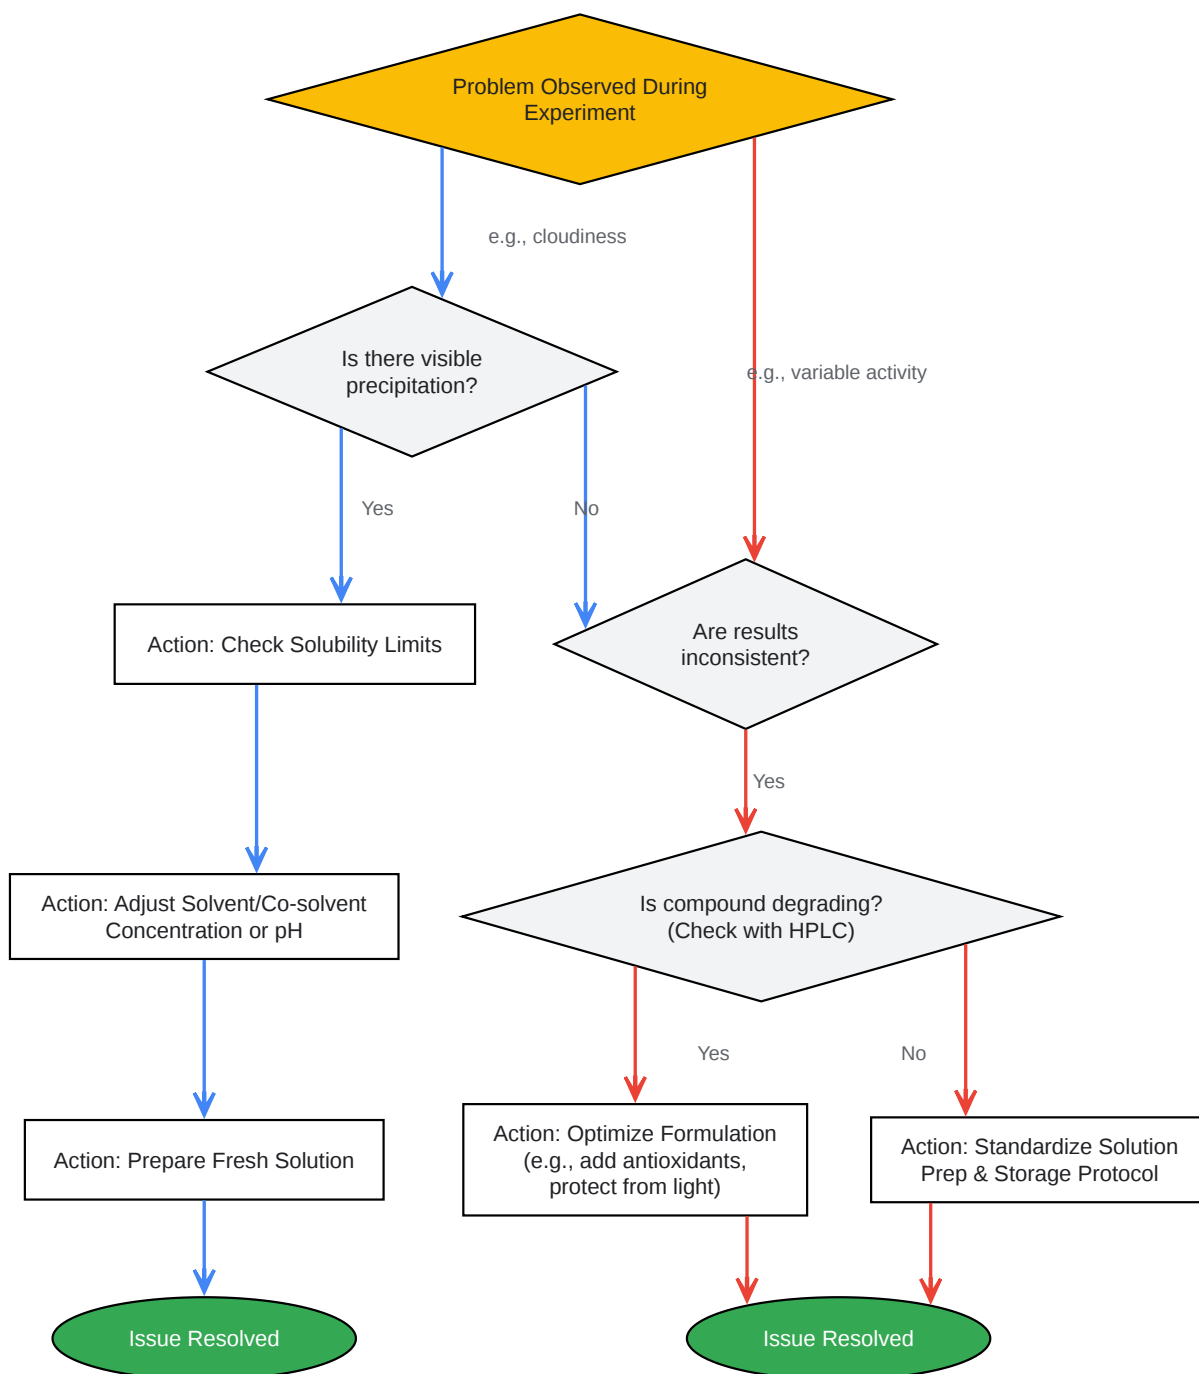 Problem Observed During
Experiment
e.g., cloudiness
Is there visible
precipitation?
e.g., variable activity
Yes
No
Action: Check Solubility Limits
Are results
inconsistent?
Yes
Action: Adjust Solvent/Co-solvent
Concentration or pH
Is compound degrading?
(Check with HPLC)
Yes
No
Action: Prepare Fresh Solution
Action: Optimize Formulation
(e.g., add antioxidants,
protect from light)
Action: Standardize Solution
Prep & Storage Protocol
Issue Resolved
Issue Resolved